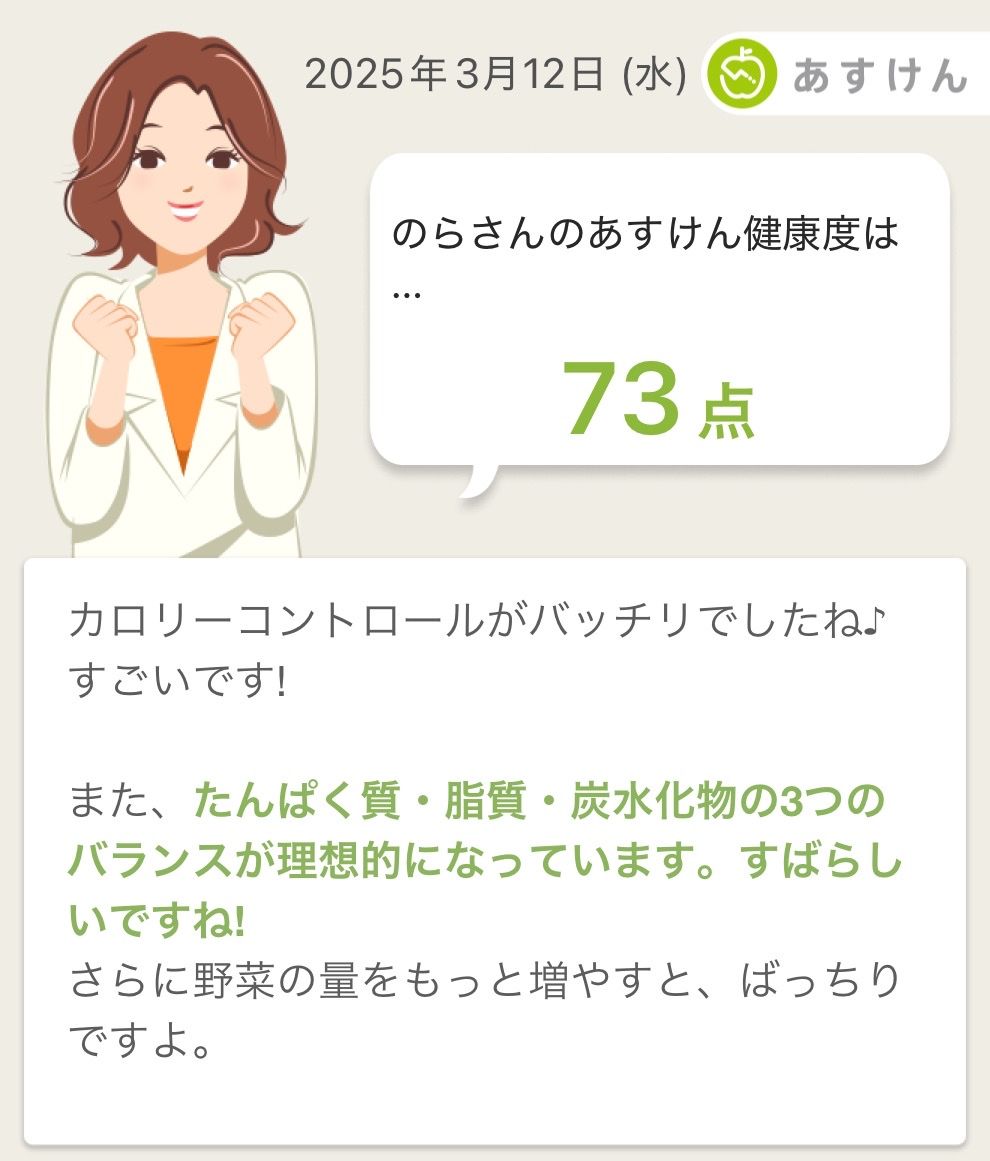 2025年3月12日 (水)
あすけん
のらさんのあすけん健康度は
...
73 点
カロリーコントロールがバッチリでしたね♪
すごいです!
また、たんぱく質・脂質・炭水化物の3つの
バランスが理想的になっています。すばらし
いですね!
さらに野菜の量をもっと増やすと、ばっちり
ですよ。